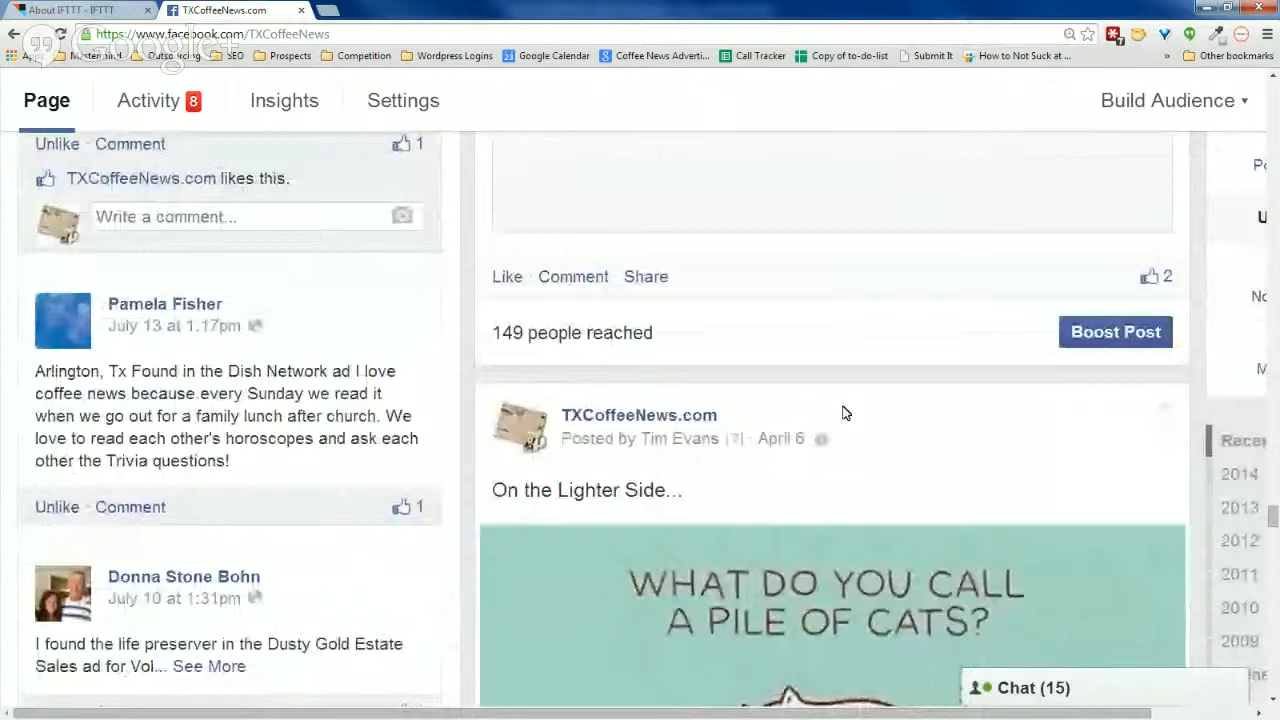 About IFTTT - IFTTT
TXCoffeeNews.com
https://www.facebook.com/TXCoffeeNews
Google+
Apps Mastermind Outsourcing SEO Prospects Competition Wordpress Logins Google Calendar Coffee News Adverti... Call Tracker Copy of to-do-list Submit It How to Not Suck at ... » Other bookmarks
Page Activity 8 Insights Settings Build Audience
Unlike · Comment 1
TXCoffeeNews.com likes this.
Write a comment...
Pamela Fisher
July 13 at 1:17pm
Arlington, Tx Found in the Dish Network ad I love
coffee news because every Sunday we read it
when we go out for a family lunch after church. We
love to read each other's horoscopes and ask each
other the Trivia questions!
Unlike · Comment 1
Donna Stone Bohn
July 10 at 1:31pm
I found the life preserver in the Dusty Gold Estate
Sales ad for Vol... See More
Like · Comment · Share 2
149 people reached
Boost Post
TXCoffeeNews.com
Posted by Tim Evans [?] · April 6
On the Lighter Side...
WHAT DO YOU CALL
A PILE OF CATS?
Recen
2014
2013
2012
2011
2010
2009
Chat (15)